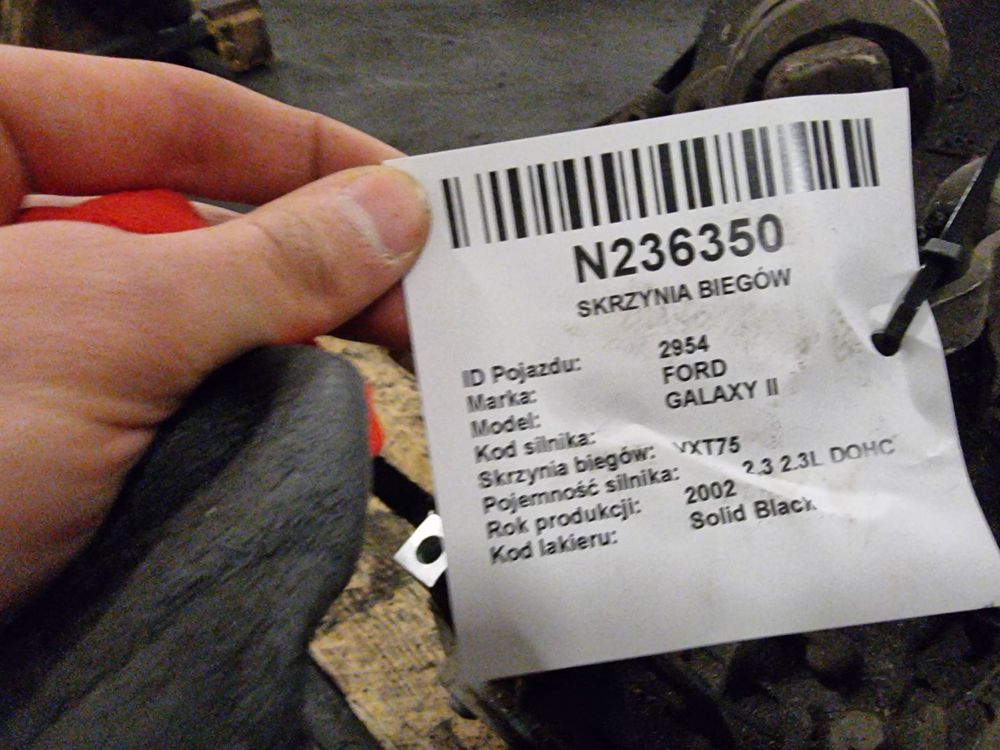 N236350
SKRZYNIA BIEGÓW
ID Pojazdu: 2954
Marka: FORD
Model: GALAXY II
Kod silnika:
Skrzynia biegów: VXT75
Pojemność silnika: 2.3 2.3L DOHC
Rok produkcji: 2002
Kod lakieru: Solid Black